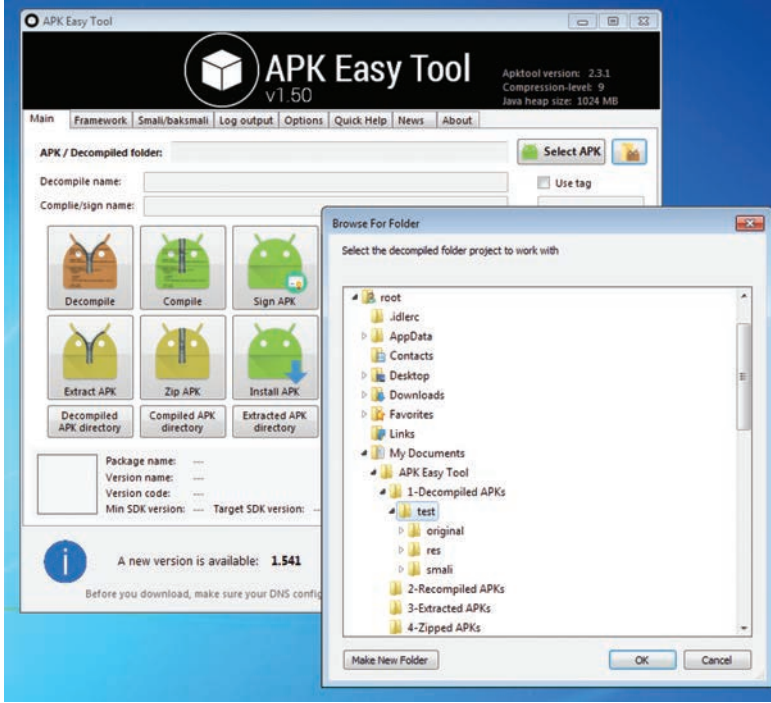 APK Easy Tool
APK Easy Tool
v1.50
Apktool version: 2.3.1
Compression-level: 9
Java heap size: 1024 MB
Main Framework Smali/baksmali Log output Options Quick Help News About
APK / Decompiled folder:
Select APK
Decompile name:
Use tag
Complie/sign name:
Decompile
Compile
Sign APK
Extract APK
Zip APK
Install APK
Decompiled
APK directory
Compiled APK
directory
Extracted APK
directory
Package name: ---
Version name: ---
Version code: ---
Min SDK version: --- Target SDK version:
A new version is available: 1.541
Before you download, make sure your DNS config
Browse For Folder
Select the decompiled folder project to work with
root
.idlerc
AppData
Contacts
Desktop
Downloads
Favorites
Links
My Documents
APK Easy Tool
1-Decompiled APKs
test
original
res
smali
2-Recompiled APKs
3-Extracted APKs
4-Zipped APKs
Make New Folder
OK
Cancel